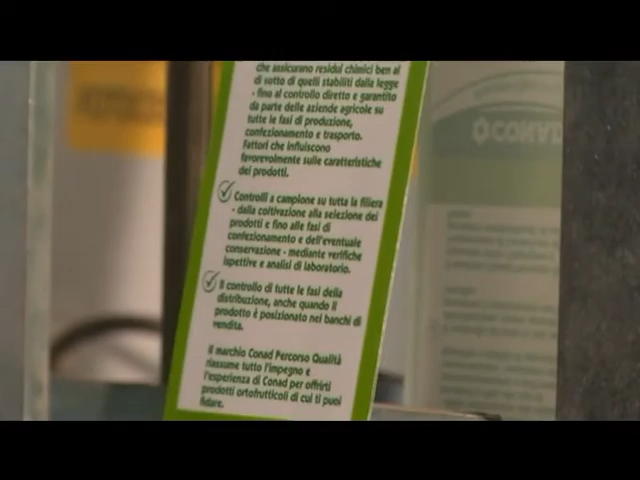 che assicurano residui chimici ben al
di sotto di quelli stabiliti dalla legge
- fino al controllo diretto e garantito
da parte delle aziende agricole su
tutte le fasi di produzione,
confezionamento e trasporto.
Fattori che influiscono
favorevolmente sulle caratteristiche
dei prodotti.
Controlli a campione su tutta la filiera
- dalla coltivazione alla selezione dei
prodotti e fino alle fasi di
confezionamento e dell'eventuale
conservazione - mediante verifiche
ispettive e analisi di laboratorio.
Il controllo di tutte le fasi della
distribuzione, anche quando il
prodotto è posizionato nei banchi di
vendita.
Il marchio Conad Percorso Qualità
riassume tutto l'impegno e
l'esperienza di Conad per offrirti
prodotti ortofrutticoli di cui ti puoi
fidare.
CONAD